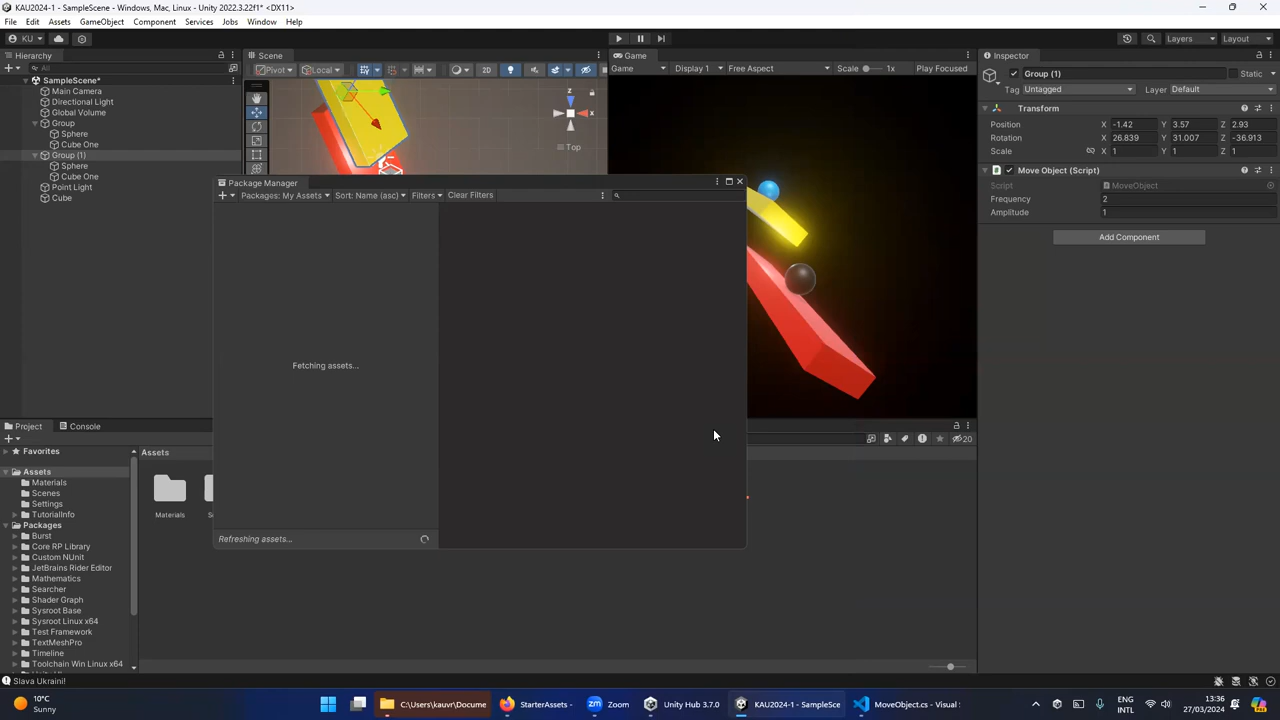 KAU2024-1 - SampleScene - Windows, Mac, Linux - Unity 2022.3.22f1* <DX11>
File Edit Assets GameObject Component Services Jobs Window Help
KU Layers Layout
Hierarchy
All
SampleScene*
Main Camera
Directional Light
Global Volume
Group
Sphere
Cube One
Group (1)
Sphere
Cube One
Point Light
Cube
Scene
Pivot Local 2D
z
x
Top
Game
Game Display 1 Free Aspect Scale 1x Play Focused
Package Manager
Packages: My Assets Sort: Name (asc) Filters Clear Filters
Fetching assets...
Refreshing assets...
Inspector
Group (1) Static
Tag Untagged Layer Default
Transform
Position X -1.42 Y 3.57 Z 2.93
Rotation X 26.839 Y 31.007 Z -36.913
Scale X 1 Y 1 Z 1
Move Object (Script)
Script MoveObject
Frequency 2
Amplitude 1
Add Component
Project Console
20
Favorites
Assets
Materials
Scenes
Settings
TutorialInfo
Packages
Burst
Core RP Library
Custom NUnit
JetBrains Rider Editor
Mathematics
Searcher
Shader Graph
Sysroot Base
Sysroot Linux x64
Test Framework
TextMeshPro
Timeline
Toolchain Win Linux x64
Assets
Materials
Slava Ukraini!
10°C
Sunny
C:\Users\kauvr\Docume
StarterAssets -
Zoom
Unity Hub 3.7.0
KAU2024-1 - SampleSce
MoveObject.cs - Visual S
ENG
INTL
13:36
27/03/2024